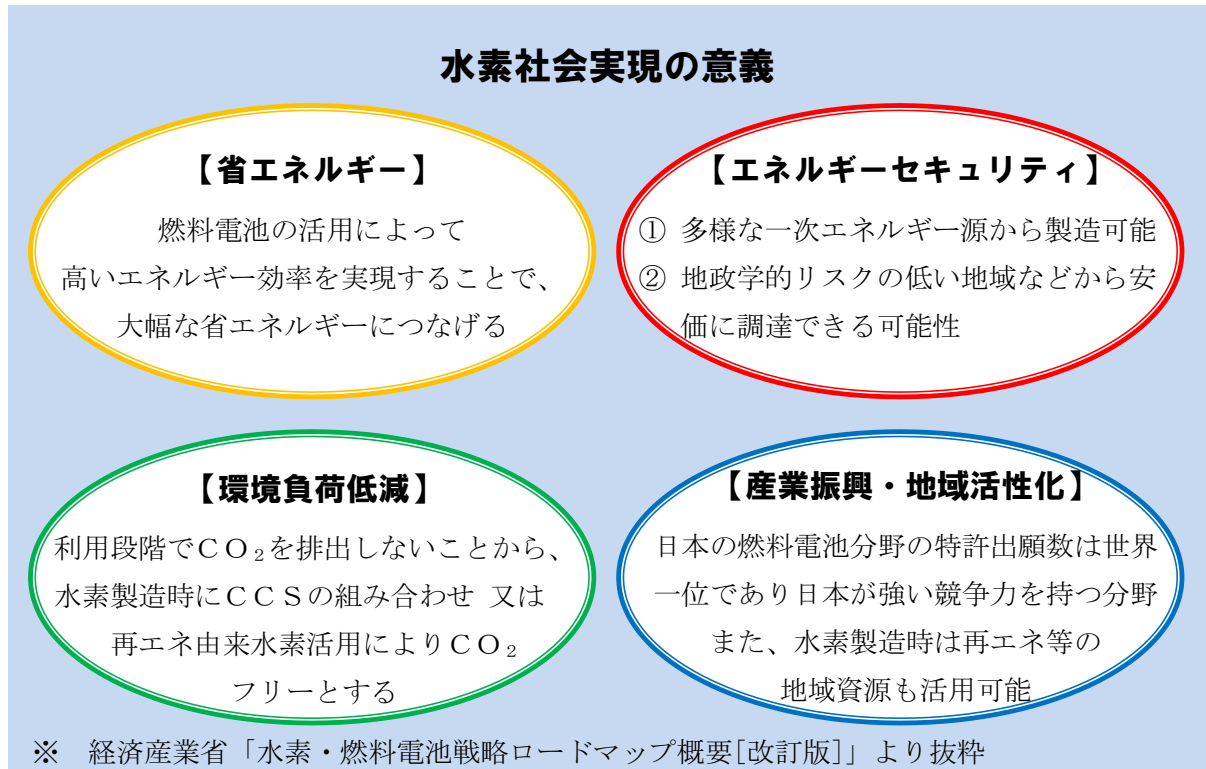 水素社会実現の意義
【省エネルギー】
燃料電池の活用によって
高いエネルギー効率を実現することで、
大幅な省エネルギーにつなげる
【エネルギーセキュリティ】
① 多様な一次エネルギー源から製造可能
② 地政学的リスクの低い地域などから安
価に調達できる可能性
【環境負荷低減】
利用段階でCO₂を排出しないことから、
水素製造時にCCSの組み合わせ 又は
再エネ由来水素活用によりCO₂
フリーとする
【産業振興・地域活性化】
日本の燃料電池分野の特許出願数は世界
一位であり日本が強い競争力を持つ分野
また、水素製造時は再エネ等の
地域資源も活用可能
※ 経済産業省「水素・燃料電池戦略ロードマップ概要[改訂版]」より抜粋